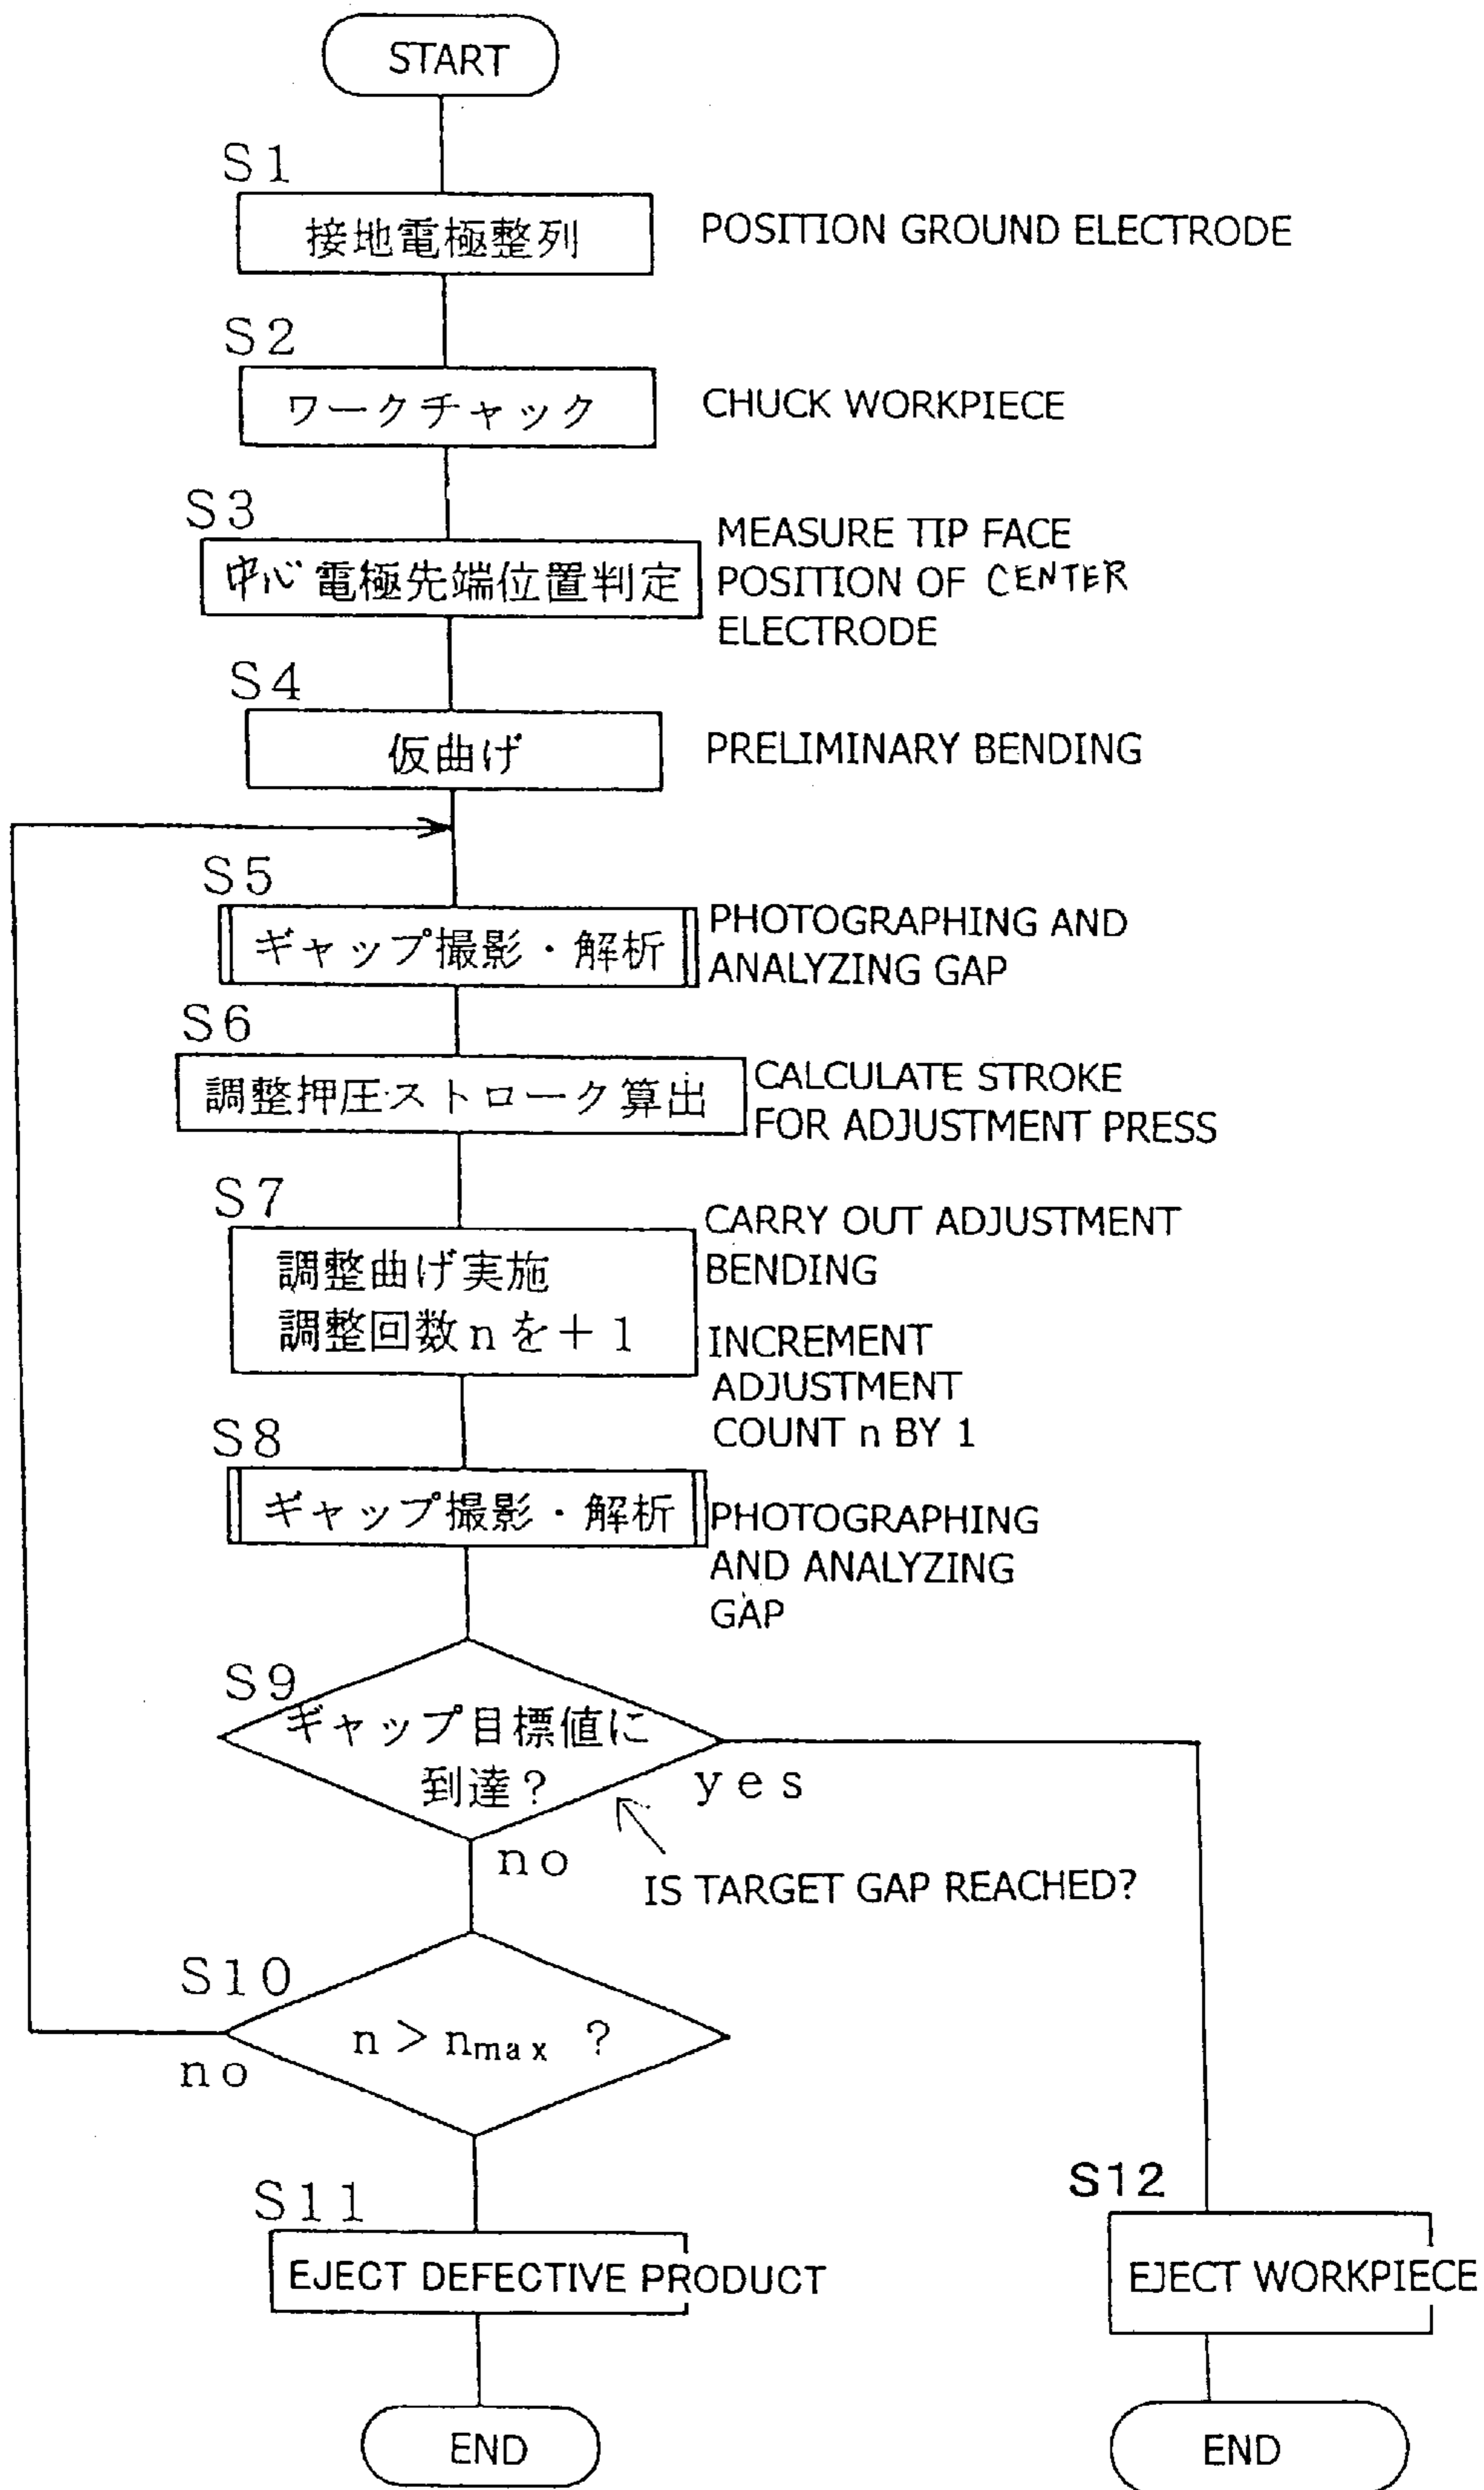 START
S1
接地電極整列
POSITION GROUND ELECTRODE
S2
ワークチャック
CHUCK WORKPIECE
S3
中心電極先端位置判定
MEASURE TIP FACE
POSITION OF CENTER
ELECTRODE
S4
仮曲げ
PRELIMINARY BENDING
S5
ギャップ撮影・解析
PHOTOGRAPHING AND
ANALYZING GAP
S6
調整押圧ストローク算出
CALCULATE STROKE
FOR ADJUSTMENT PRESS
S7
調整曲げ実施
調整回数nを+1
CARRY OUT ADJUSTMENT
BENDING
INCREMENT
ADJUSTMENT
COUNT n BY 1
S8
ギャップ撮影・解析
PHOTOGRAPHING
AND ANALYZING
GAP
S9
ギャップ目標値に
到達?
yes
no
IS TARGET GAP REACHED?
S10
n>nmax ?
no
S11
EJECT DEFECTIVE PRODUCT
END
S12
EJECT WORKPIECE
END